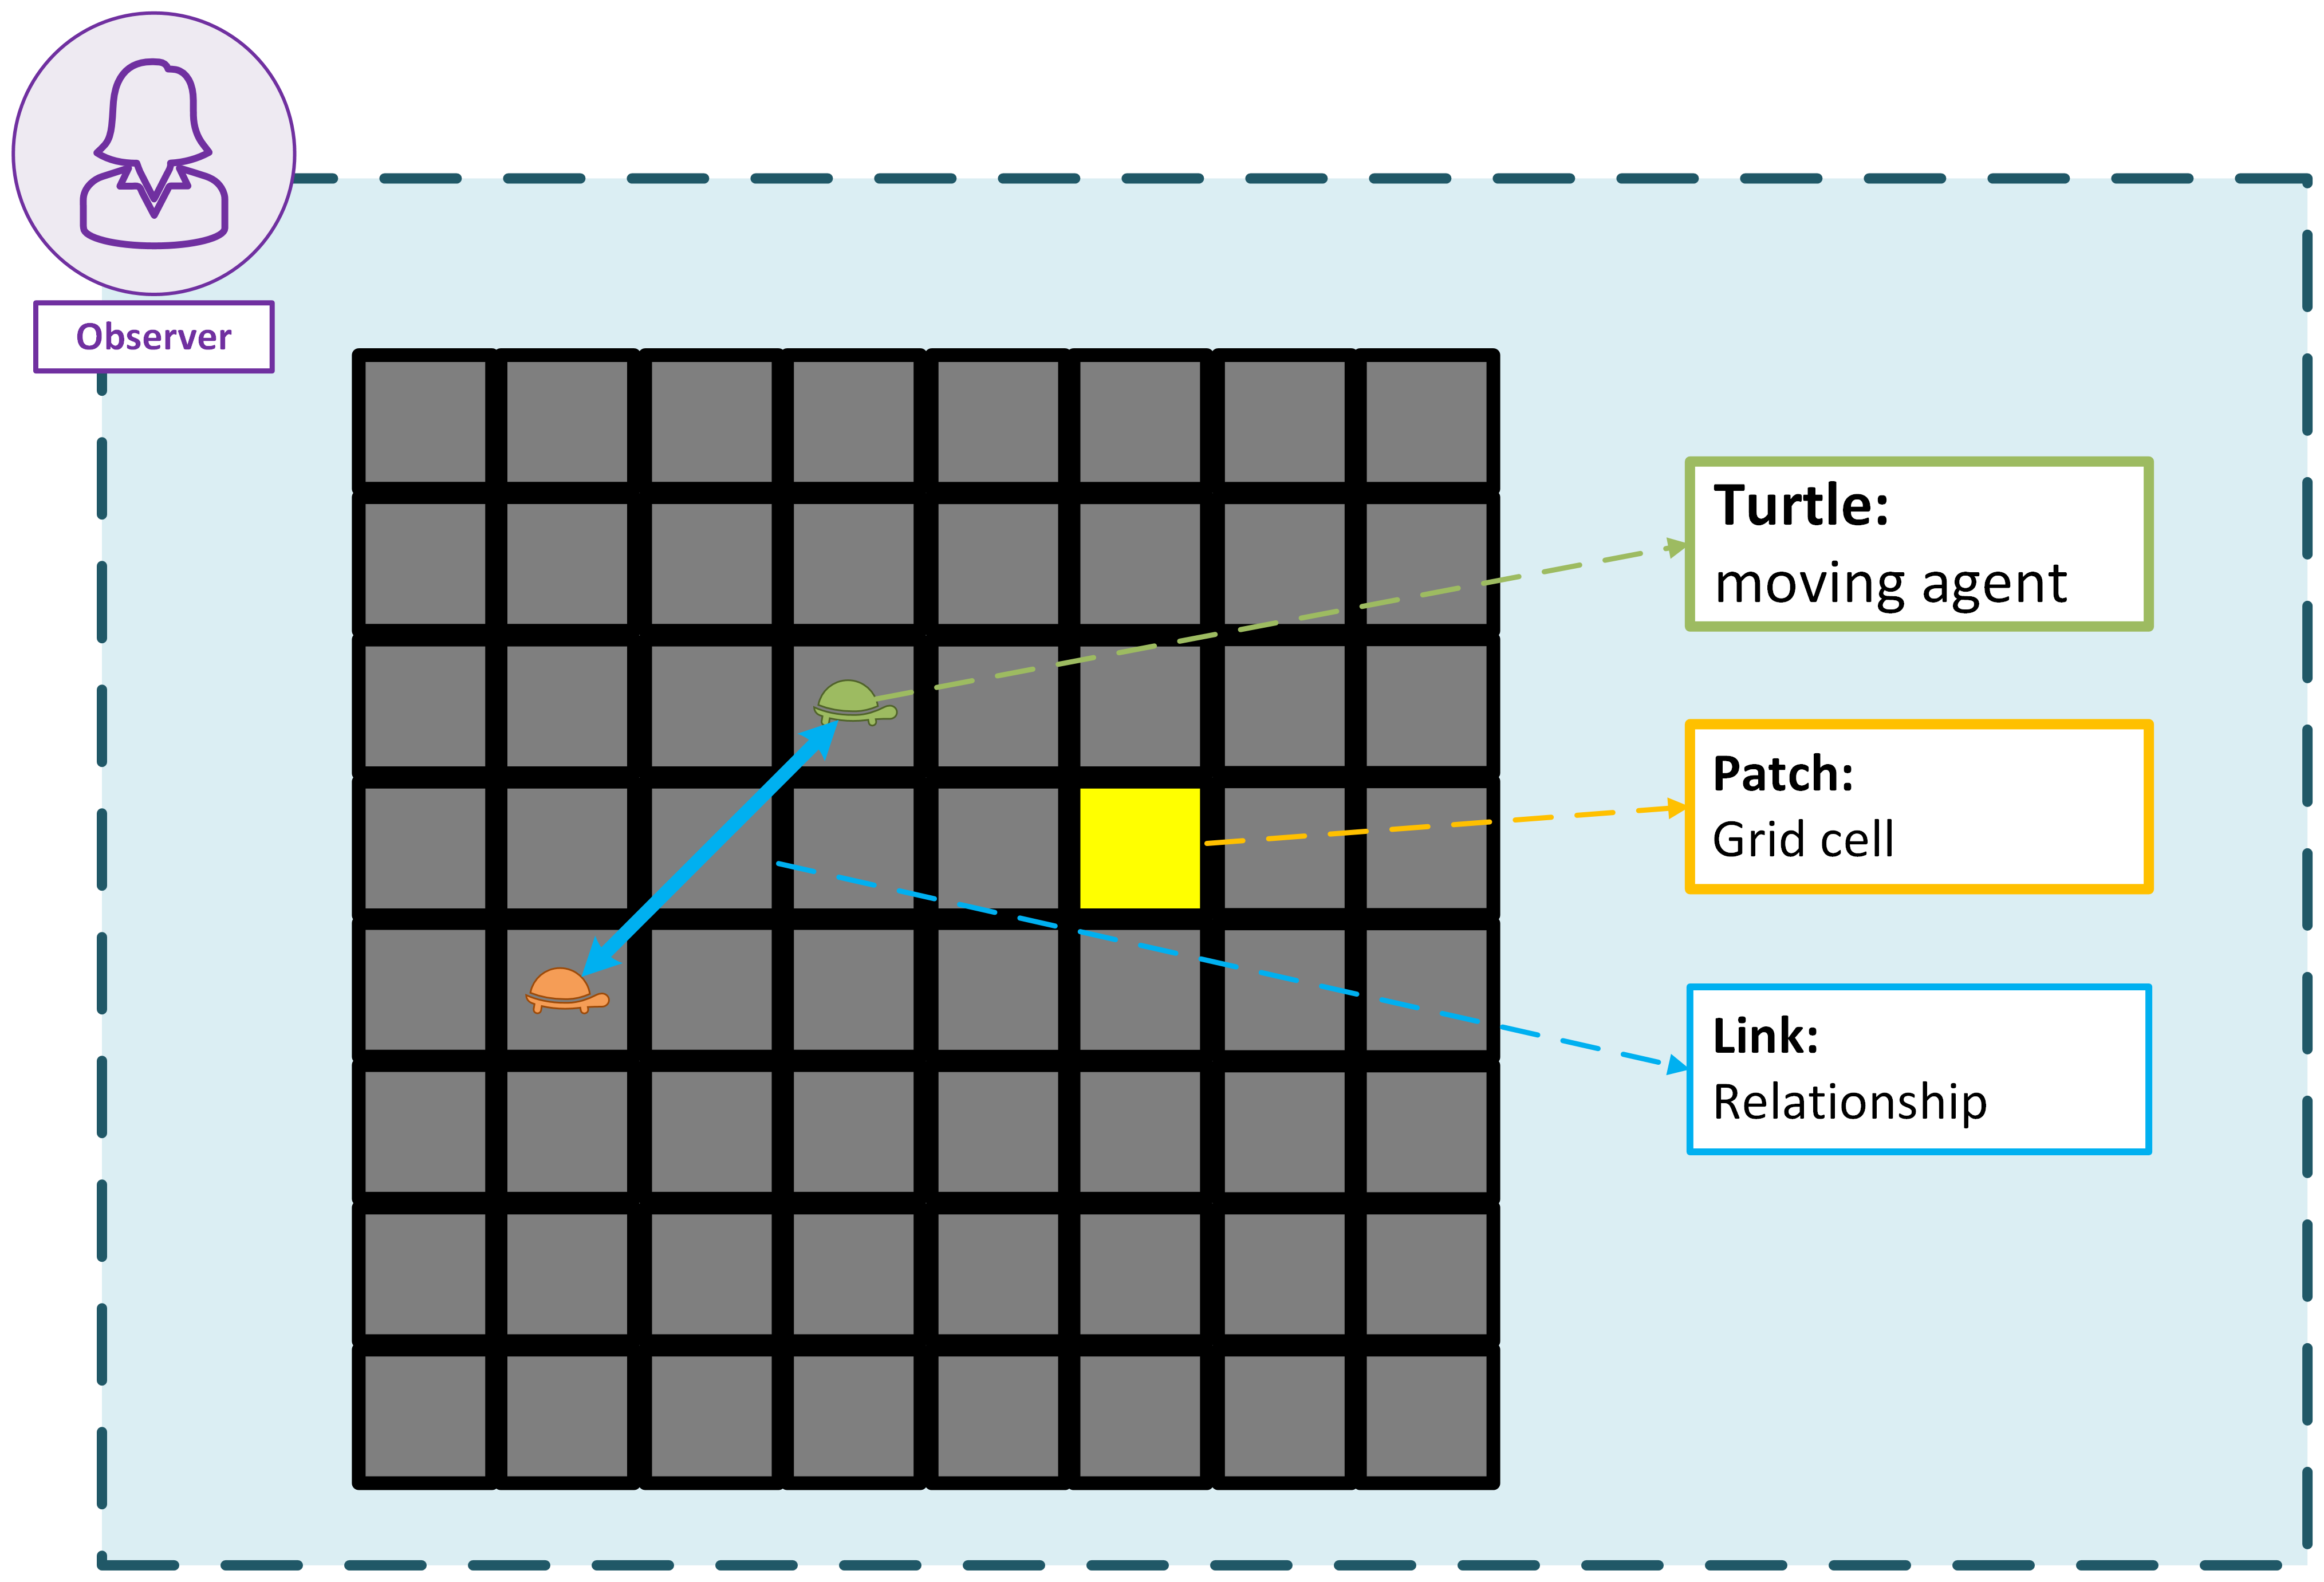 Observer
Turtle:
moving agent
Patch:
Grid cell
Link:
Relationship